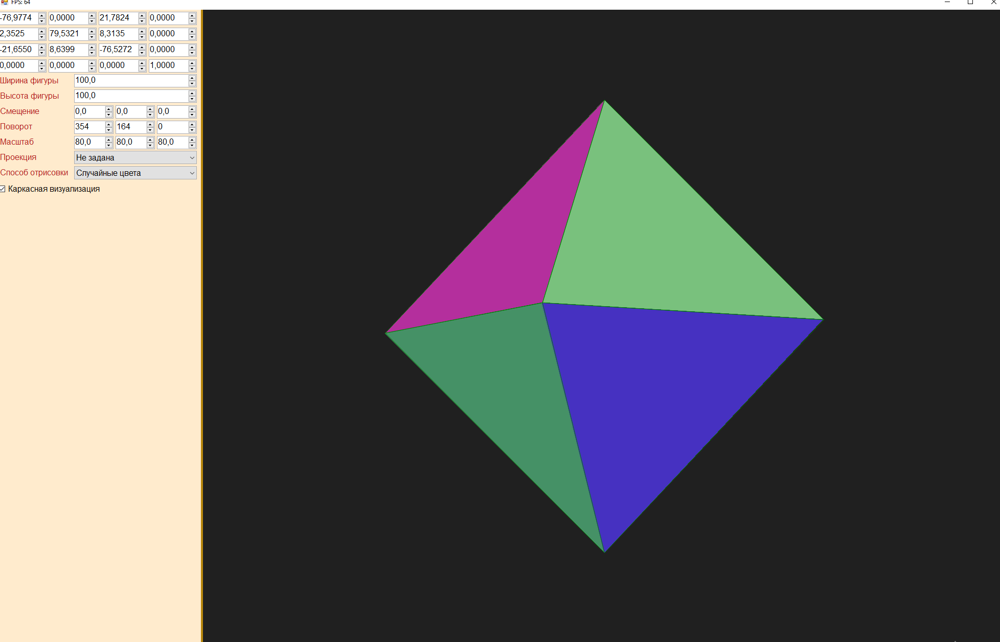 FPS: 64
-76,9774 0,0000 21,7824 0,0000
2,3525 79,5321 8,3135 0,0000
-21,6550 8,6399 -76,5272 0,0000
0,0000 0,0000 0,0000 1,0000
Ширина фигуры 100,0
Высота фигуры 100,0
Смещение 0,0 0,0 0,0
Поворот 354 164 0
Масштаб 80,0 80,0 80,0
Проекция Не задана
Способ отрисовки Случайные цвета
Каркасная визуализация